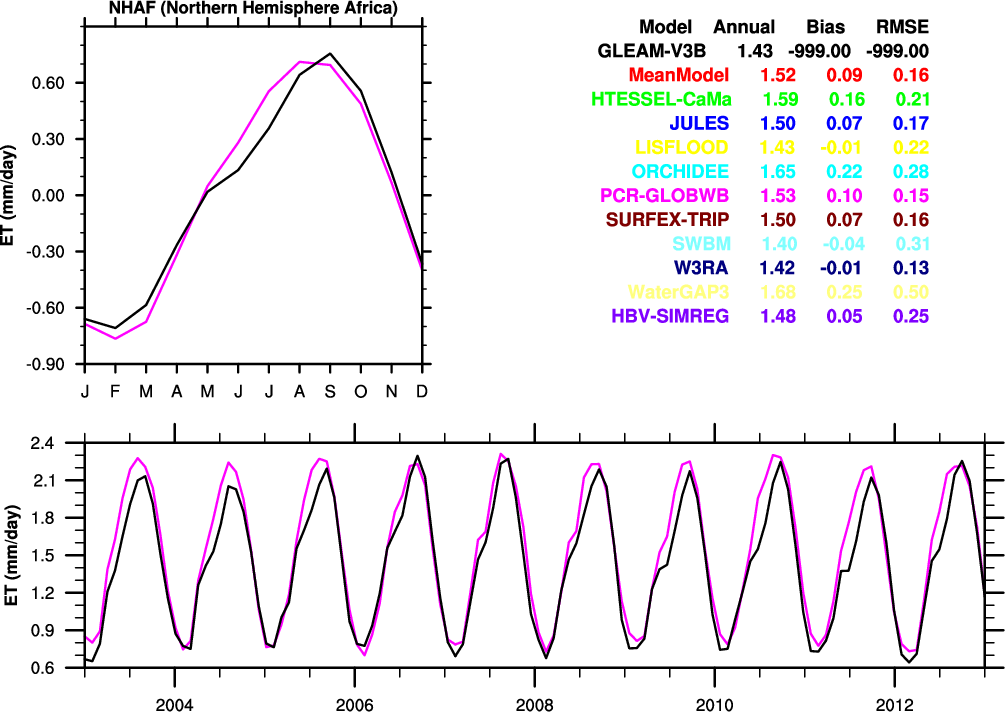 NHAF (Northern Hemisphere Africa)
0.60
0.30
0.00
-0.30
-0.60
-0.90
ET (mm/day)
J F M A M J J A S O N D
Model Annual Bias RMSE
GLEAM-V3B 1.43 -999.00 -999.00
MeanModel 1.52 0.09 0.16
HTESSEL-CaMa 1.59 0.16 0.21
JULES 1.50 0.07 0.17
LISFLOOD 1.43 -0.01 0.22
ORCHIDEE 1.65 0.22 0.28
PCR-GLOBWB 1.53 0.10 0.15
SURFEX-TRIP 1.50 0.07 0.16
SWBM 1.40 -0.04 0.31
W3RA 1.42 -0.01 0.13
WaterGAP3 1.68 0.25 0.50
HBV-SIMREG 1.48 0.05 0.25
2.4
2.1
1.8
1.5
1.2
0.9
0.6
ET (mm/day)
2004 2006 2008 2010 2012